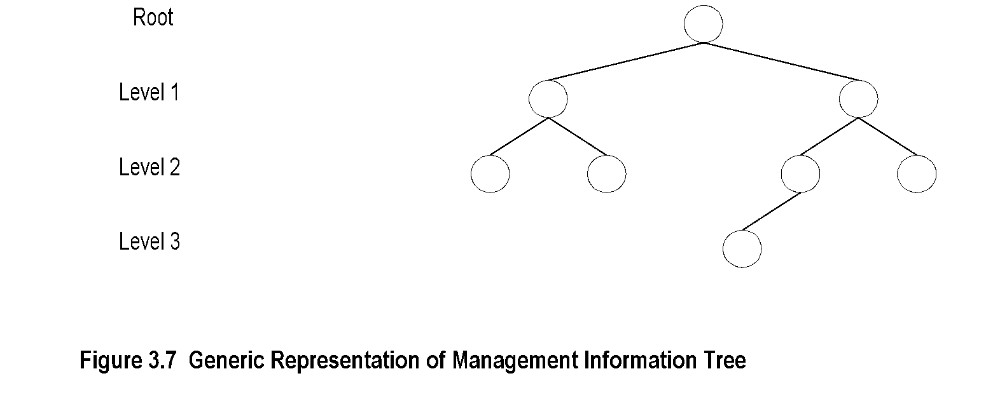 Root
Level 1
Level 2
Level 3
Figure 3.7 Generic Representation of Management Information Tree